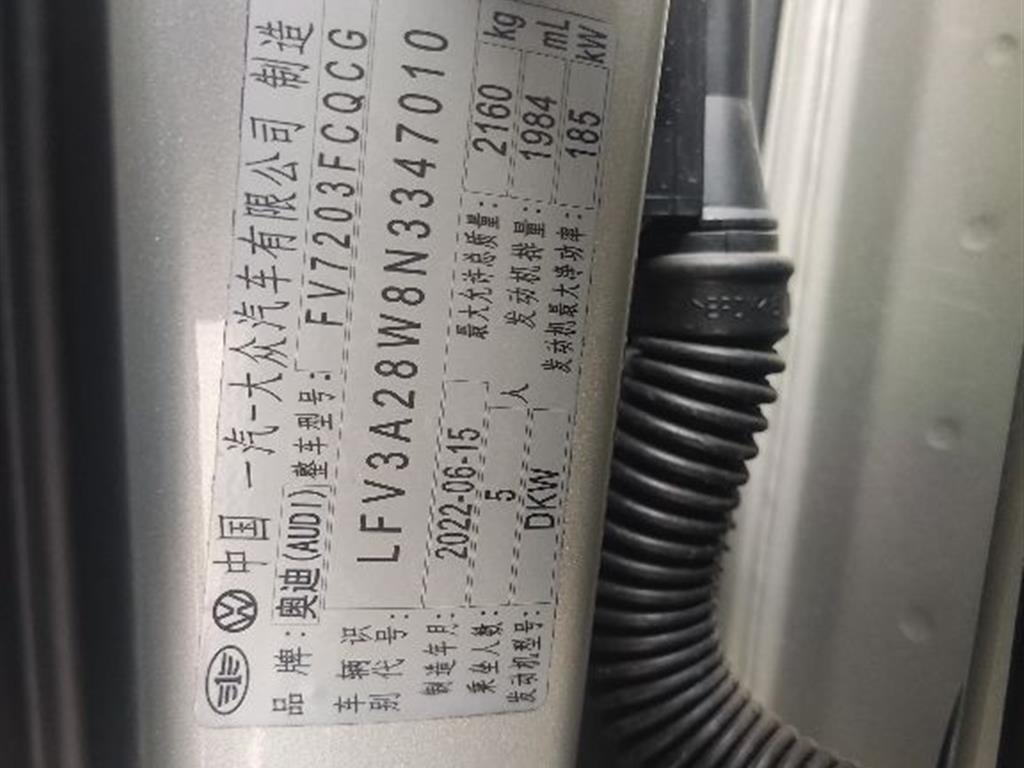 中国 一汽-大众汽车有限公司 制造
品 牌: 奥迪(AUDI) 整车型号: FV7203FCQCG
车辆识别代号: LFV3A28W8N3347010
制造年月: 2022-06-15 最大允许总质量: 2160 kg
乘坐人数: 5 人 发动机排量: 1984 mL
发动机型号: DKW 发动机最大净功率: 185 kW